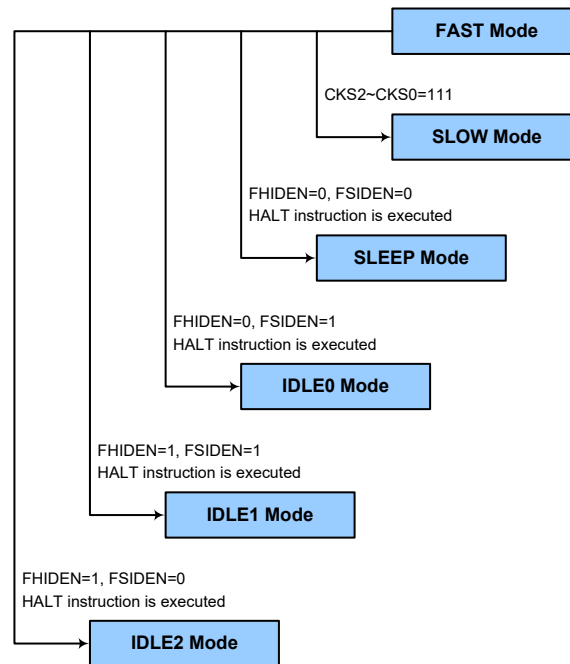 FAST Mode
CKS2~CKS0=111
SLOW Mode
FHIDEN=0, FSIDEN=0
HALT instruction is executed
SLEEP Mode
FHIDEN=0, FSIDEN=1
HALT instruction is executed
IDLE0 Mode
FHIDEN=1, FSIDEN=1
HALT instruction is executed
IDLE1 Mode
FHIDEN=1, FSIDEN=0
HALT instruction is executed
IDLE2 Mode